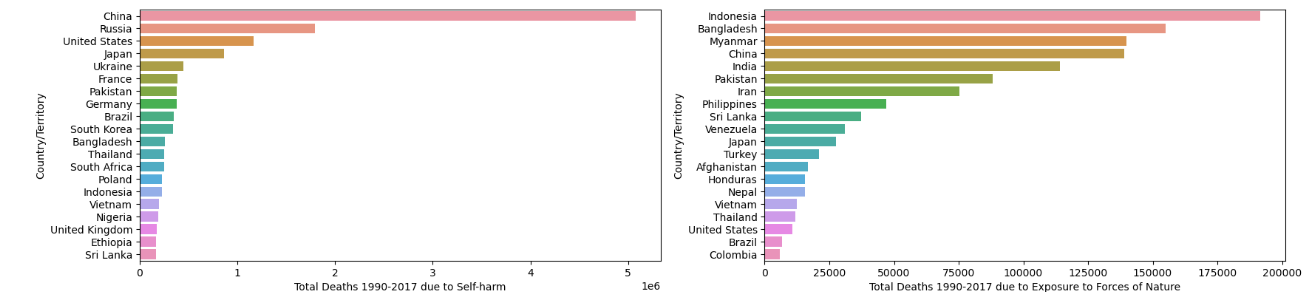 China
Russia
United States
Japan
Ukraine
France
Pakistan
Germany
Brazil
South Korea
Bangladesh
Thailand
South Africa
Poland
Indonesia
Vietnam
Nigeria
United Kingdom
Ethiopia
Sri Lanka
Country/Territory
0 1 2 3 4 5
1e6
Total Deaths 1990-2017 due to Self-harm
Indonesia
Bangladesh
Myanmar
China
India
Pakistan
Iran
Philippines
Sri Lanka
Venezuela
Japan
Turkey
Afghanistan
Honduras
Nepal
Vietnam
Thailand
United States
Brazil
Colombia
Country/Territory
0 25000 50000 75000 100000 125000 150000 175000 200000
Total Deaths 1990-2017 due to Exposure to Forces of Nature